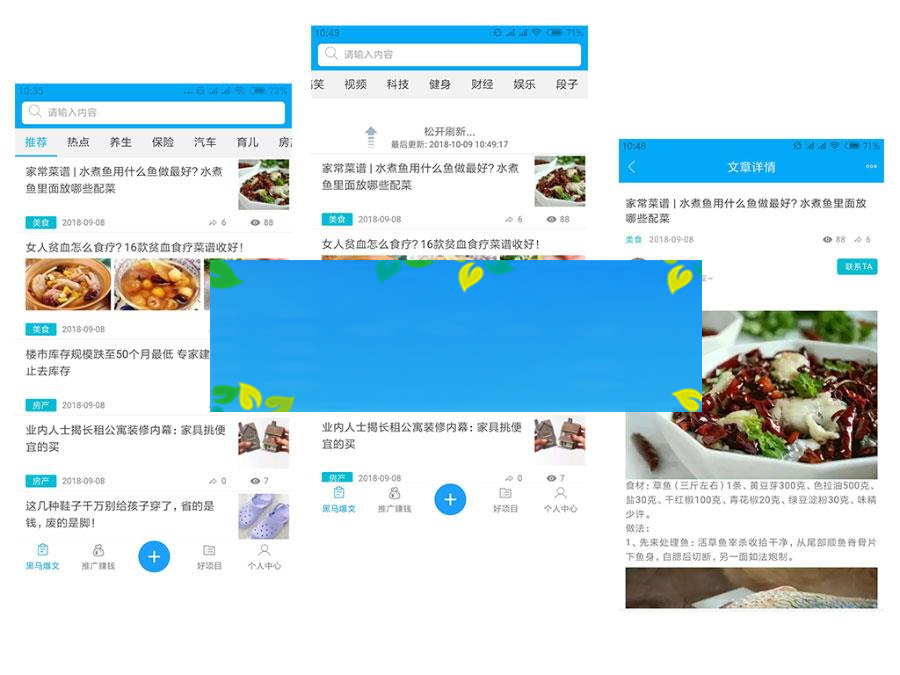 10:35
73%
请输入内容
推荐 热点 养生 保险 汽车 育儿
家常菜谱 | 水煮鱼用什么鱼做最好? 水煮
鱼里面放哪些配菜
美食 2018-09-08 6 88
女人贫血怎么食疗? 16款贫血食疗菜谱收好!
美食 2018-09-08
楼市库存规模跌至50个月最低 专家建
止去库存
房产 2018-09-08
业内人士揭长租公寓装修内幕: 家具挑便
宜的买
房产 2018-09-08 0 7
这几种鞋子千万别给孩子穿了, 省的是
钱, 废的是脚!
黑马爆文 推广赚钱 好项目 个人中心
10:49
71%
请输入内容
笑 视频 科技 健身 财经 娱乐 段子
松开刷新...
最后更新: 2018-10-09 10:49:17
家常菜谱 | 水煮鱼用什么鱼做最好? 水煮
鱼里面放哪些配菜
美食 2018-09-08 6 88
女人贫血怎么食疗? 16款贫血食疗菜谱收好!
业内人士揭长租公寓装修内幕: 家具挑便
宜的买
房产 2018-09-08 0 7
黑马爆文 推广赚钱 好项目 个人中心
10:48
71%
文章详情
家常菜谱 | 水煮鱼用什么鱼做最好? 水煮鱼里面放
哪些配菜
美食 2018-09-08 88 6
联系TA
食材: 草鱼 (三斤左右) 1条、黄豆芽300克、色拉油500克、
盐30克、干红椒100克、青花椒20克、绿豆淀粉30克、味精
少许。
做法:
1、先来处理鱼: 活草鱼宰杀收拾干净, 从尾部顺鱼脊骨片
下鱼身, 自腮后切断, 另一面如法炮制。